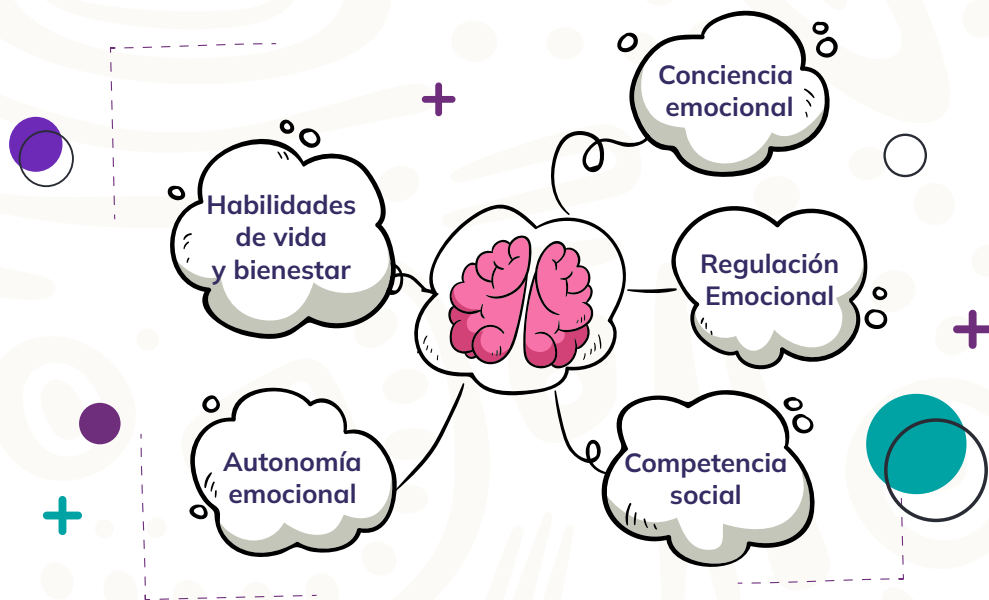 Conciencia
emocional
Habilidades
de vida
y bienestar
Regulación
Emocional
Autonomía
emocional
Competencia
social